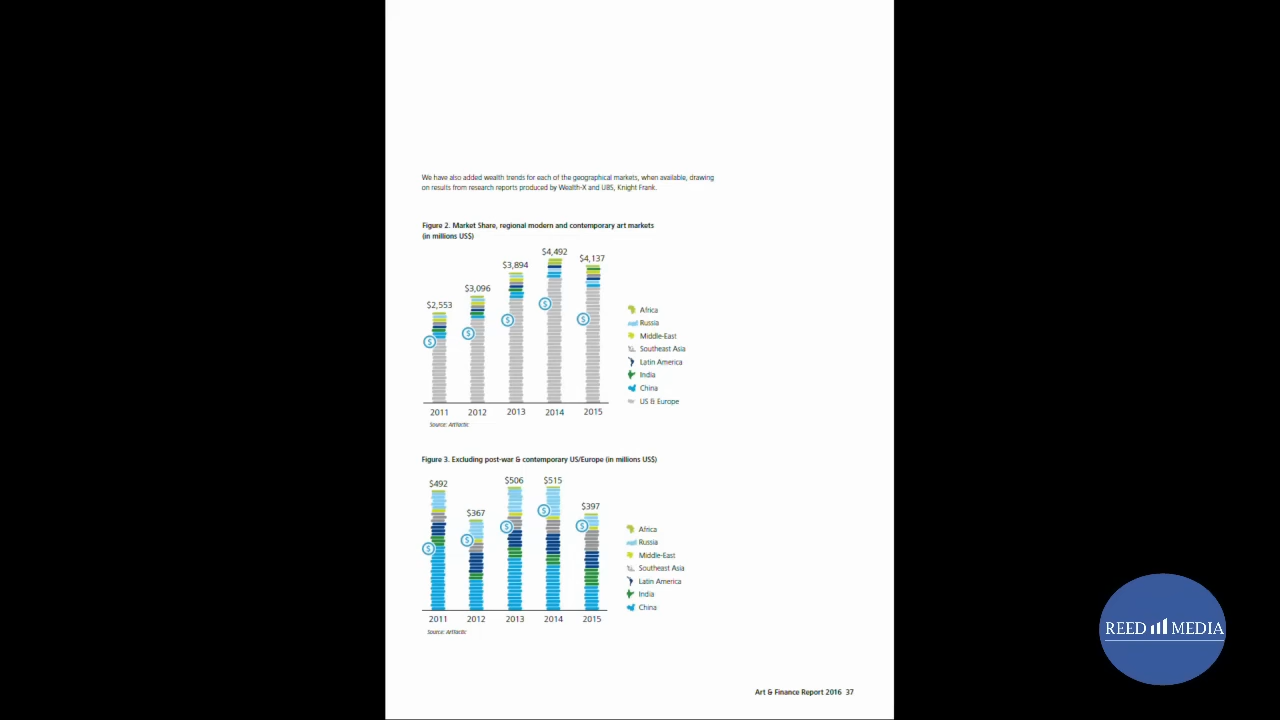 We have also added wealth trends for each of the geographical markets, when available, drawing
on results from research reports produced by Wealth-X and UBS, Knight Frank.
Figure 2. Market Share, regional modern and contemporary art markets
(in millions US$)
$2,553
$3,096
$3,894
$4,492
$4,137
$
$
$
$
$
Africa
Russia
Middle-East
Southeast Asia
Latin America
India
China
US & Europe
2011
2012
2013
2014
2015
Source: ArtTactic
Figure 3. Excluding post-war & contemporary US/Europe (in millions US$)
$492
$367
$506
$515
$397
$
$
$
$
$
Africa
Russia
Middle-East
Southeast Asia
Latin America
India
China
2011
2012
2013
2014
2015
Source: ArtTactic
Art & Finance Report 2016 37
REED MEDIA